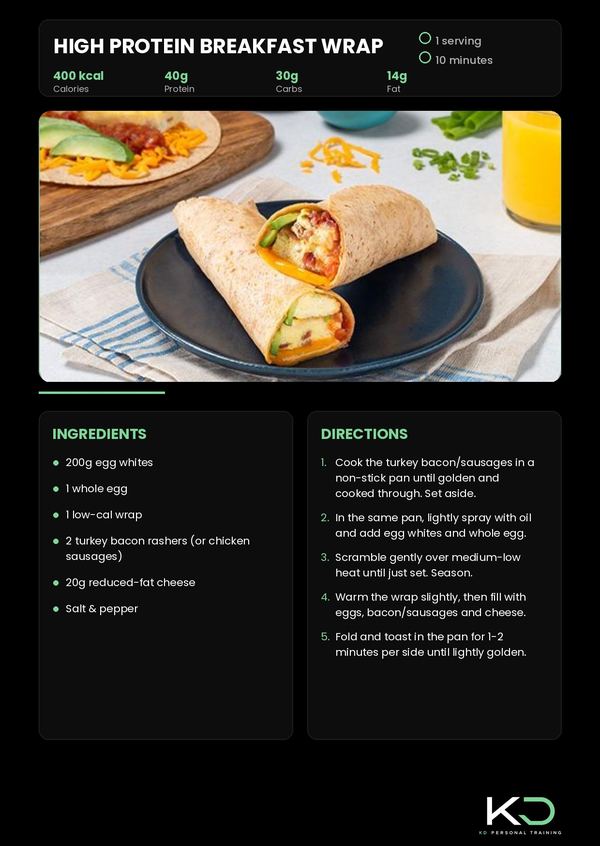 HIGH PROTEIN BREAKFAST WRAP
1 serving
10 minutes
400 kcal
Calories
40g
Protein
30g
Carbs
14g
Fat
INGREDIENTS
200g egg whites
1 whole egg
1 low-cal wrap
2 turkey bacon rashers (or chicken
sausages)
20g reduced-fat cheese
Salt & pepper
DIRECTIONS
1. Cook the turkey bacon/sausages in a
non-stick pan until golden and
cooked through. Set aside.
2. In the same pan, lightly spray with oil
and add egg whites and whole egg.
3. Scramble gently over medium-low
heat until just set. Season.
4. Warm the wrap slightly, then fill with
eggs, bacon/sausages and cheese.
5. Fold and toast in the pan for 1-2
minutes per side until lightly golden.
KD
KD PERSONAL TRAINING